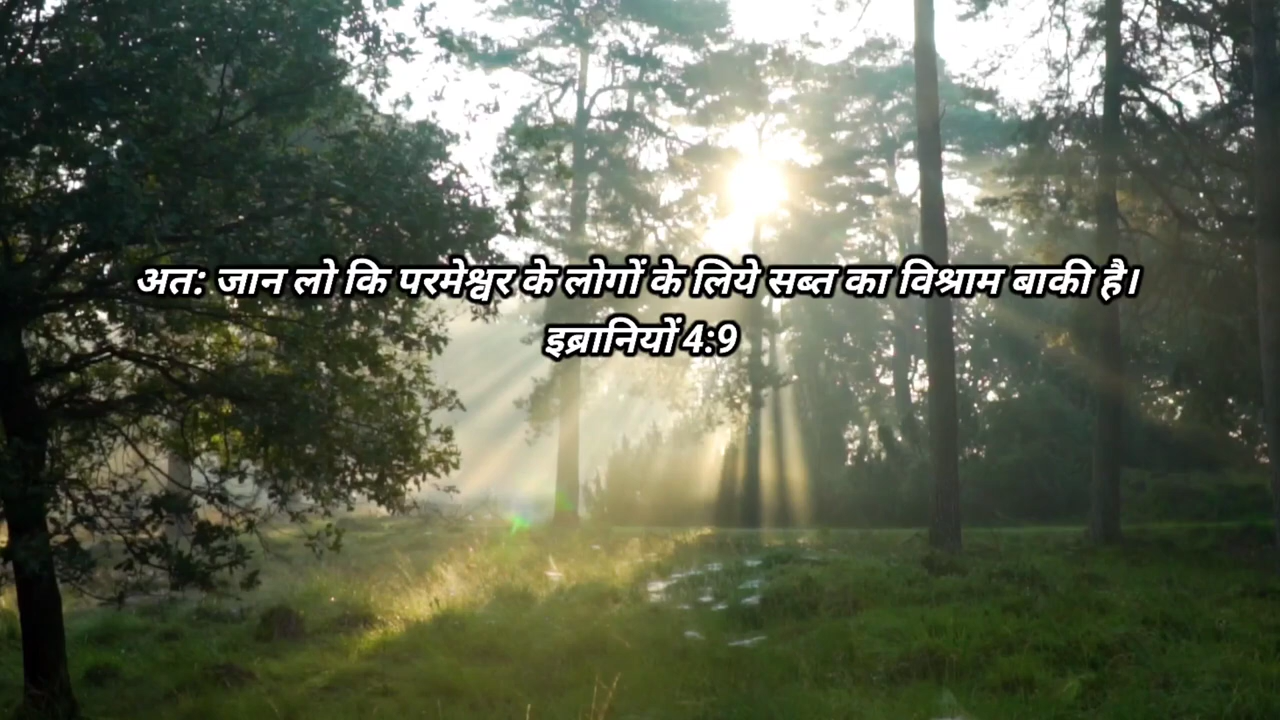 अत: जान लो कि परमेश्वर के लोगों के लिये सब्त का विश्राम बाकी है।
इब्रानियों 4:9